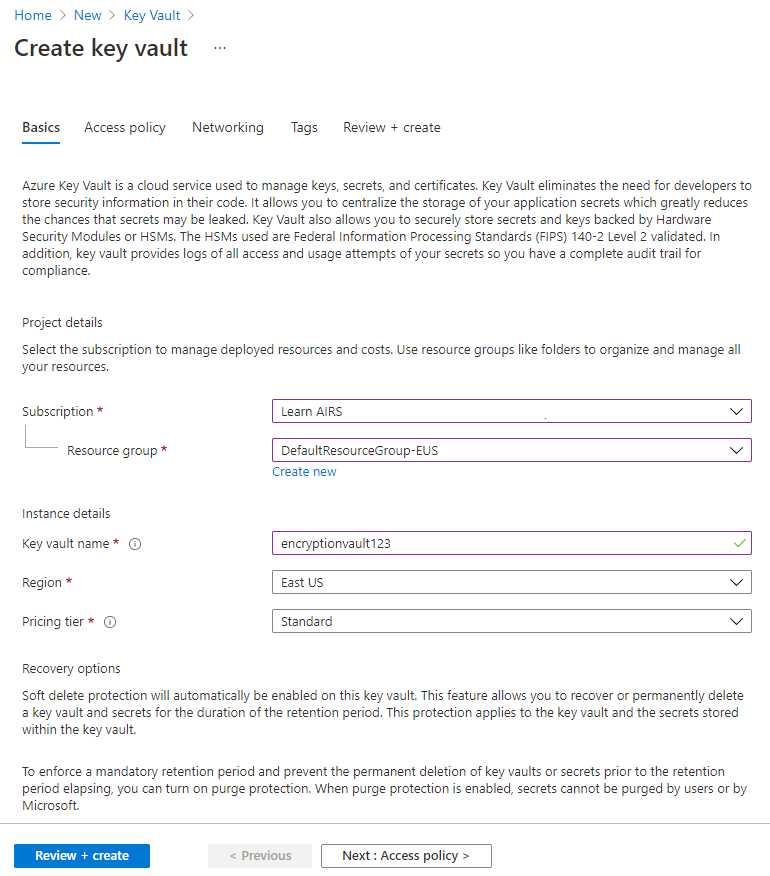 Home > New > Key Vault >
Create key vault ...
Basics Access policy Networking Tags Review + create
Azure Key Vault is a cloud service used to manage keys, secrets, and certificates. Key Vault eliminates the need for developers to
store security information in their code. It allows you to centralize the storage of your application secrets which greatly reduces
the chances that secrets may be leaked. Key Vault also allows you to securely store secrets and keys backed by Hardware
Security Modules or HSMs. The HSMs used are Federal Information Processing Standards (FIPS) 140-2 Level 2 validated. In
addition, key vault provides logs of all access and usage attempts of your secrets so you have a complete audit trail for
compliance.
Project details
Select the subscription to manage deployed resources and costs. Use resource groups like folders to organize and manage all
your resources.
Subscription * Learn AIRS
Resource group * DefaultResourceGroup-EUS
Create new
Instance details
Key vault name * encryptionvault123
Region * East US
Pricing tier * Standard
Recovery options
Soft delete protection will automatically be enabled on this key vault. This feature allows you to recover or permanently delete
a key vault and secrets for the duration of the retention period. This protection applies to the key vault and the secrets stored
within the key vault.
To enforce a mandatory retention period and prevent the permanent deletion of key vaults or secrets prior to the retention
period elapsing, you can turn on purge protection. When purge protection is enabled, secrets cannot be purged by users or by
Microsoft.
Review + create < Previous Next : Access policy >